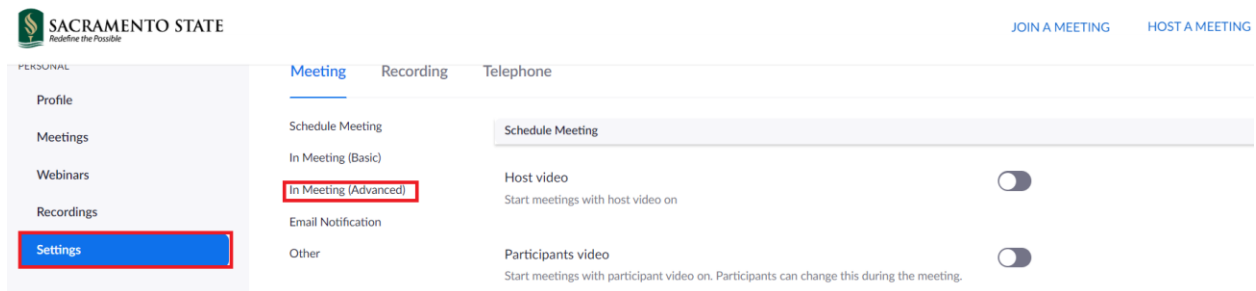 SACRAMENTO STATE
Redefine the Possible
JOIN A MEETING
HOST A MEETING
PERSONAL
Profile
Meetings
Webinars
Recordings
Settings
Meeting
Recording
Telephone
Schedule Meeting
In Meeting (Basic)
In Meeting (Advanced)
Email Notification
Other
Schedule Meeting
Host video
Start meetings with host video on
Participants video
Start meetings with participant video on. Participants can change this during the meeting.